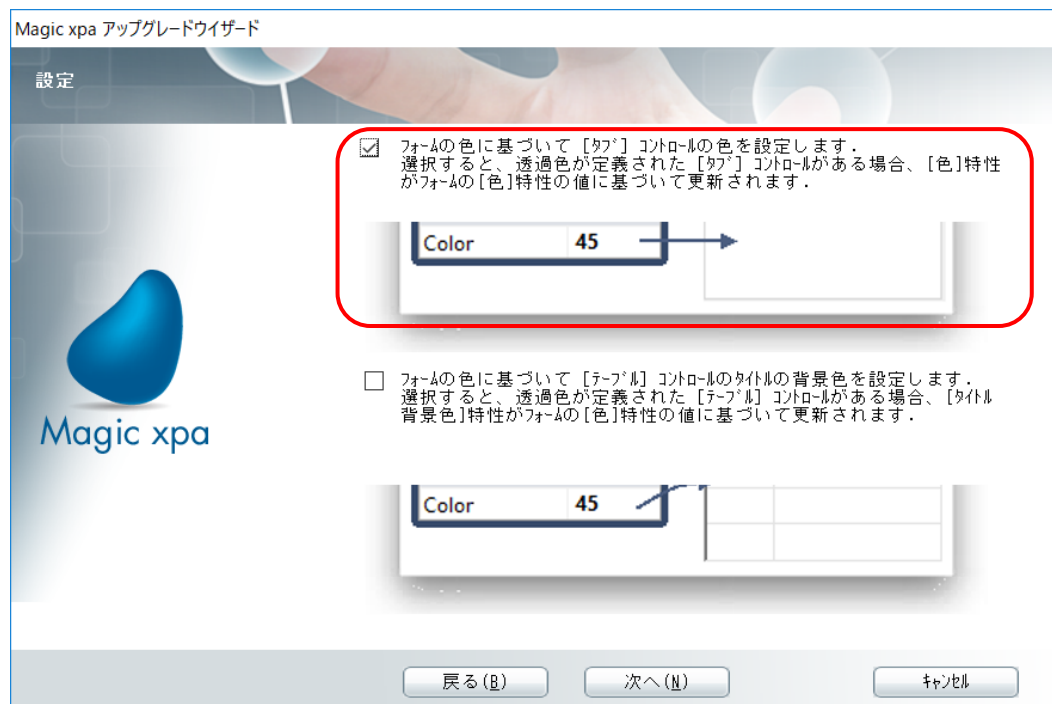 Magic xpa アップグレードウイザード
設定
ﾌｫｰﾑの色に基づいて [ﾀﾌﾞ] ｺﾝﾄﾛｰﾙの色を設定します.
選択すると、透過色が定義された [ﾀﾌﾞ] ｺﾝﾄﾛｰﾙがある場合、[色]特性
がﾌｫｰﾑの[色]特性の値に基づいて更新されます.
Color 45
ﾌｫｰﾑの色に基づいて [ﾃｰﾌﾞﾙ] ｺﾝﾄﾛｰﾙのﾀｲﾄﾙの背景色を設定します.
選択すると、透過色が定義された [ﾃｰﾌﾞﾙ] ｺﾝﾄﾛｰﾙがある場合、[ﾀｲﾄﾙ
背景色]特性がﾌｫｰﾑの[色]特性の値に基づいて更新されます.
Magic xpa
Color 45
戻る(B) 次へ(N) ｷｬﾝｾﾙ